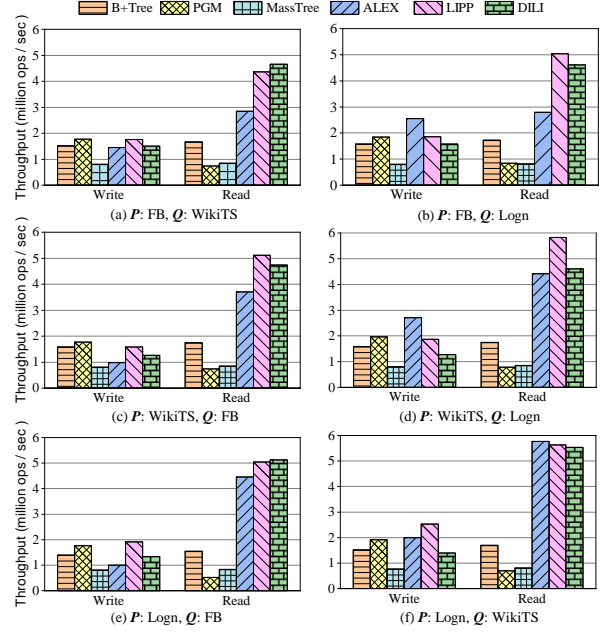 B+Tree PGM MassTree ALEX LIPP DILI
Throughput (million ops / sec)
6
5
4
3
2
1
0
Write Read
(a) P: FB, Q: WikiTS
6
5
4
3
2
1
0
Write Read
(b) P: FB, Q: Logn
Throughput (million ops / sec)
6
5
4
3
2
1
0
Write Read
(c) P: WikiTS, Q: FB
6
5
4
3
2
1
0
Write Read
(d) P: WikiTS, Q: Logn
Throughput (million ops / sec)
6
5
4
3
2
1
0
Write Read
(e) P: Logn, Q: FB
6
5
4
3
2
1
0
Write Read
(f) P: Logn, Q: WikiTS